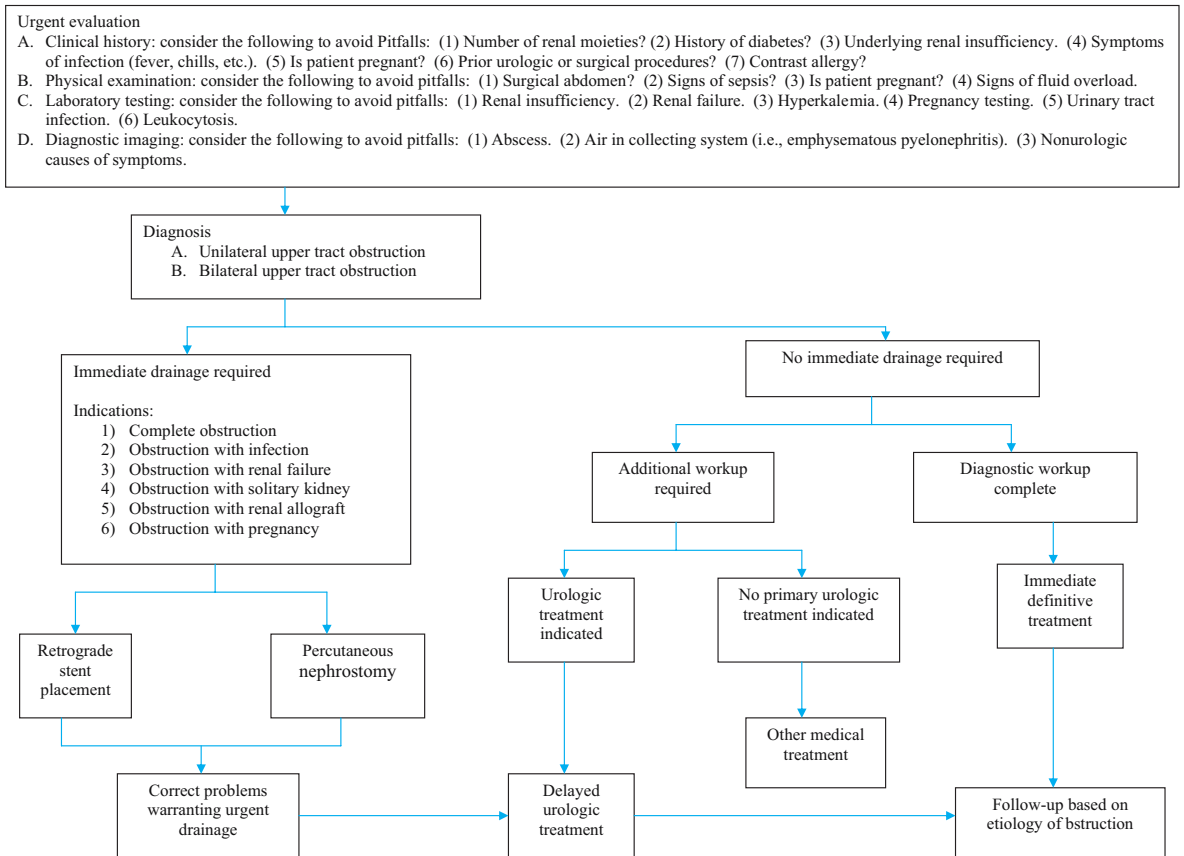 Urgent evaluation
A. Clinical history: consider the following to avoid Pitfalls: (1) Number of renal moieties? (2) History of diabetes? (3) Underlying renal insufficiency. (4) Symptoms
of infection (fever, chills, etc.). (5) Is patient pregnant? (6) Prior urologic or surgical procedures? (7) Contrast allergy?
B. Physical examination: consider the following to avoid pitfalls: (1) Surgical abdomen? (2) Signs of sepsis? (3) Is patient pregnant? (4) Signs of fluid overload.
C. Laboratory testing: consider the following to avoid pitfalls: (1) Renal insufficiency. (2) Renal failure. (3) Hyperkalemia. (4) Pregnancy testing. (5) Urinary tract
infection. (6) Leukocytosis.
D. Diagnostic imaging: consider the following to avoid pitfalls: (1) Abscess. (2) Air in collecting system (i.e., emphysematous pyelonephritis). (3) Nonurologic
causes of symptoms.
Diagnosis
A. Unilateral upper tract obstruction
B. Bilateral upper tract obstruction
Immediate drainage required
Indications:
1) Complete obstruction
2) Obstruction with infection
3) Obstruction with renal failure
4) Obstruction with solitary kidney
5) Obstruction with renal allograft
6) Obstruction with pregnancy
No immediate drainage required
Additional workup
required
Diagnostic workup
complete
Urologic
treatment
indicated
No primary urologic
treatment indicated
Immediate
definitive
treatment
Retrograde
stent
placement
Percutaneous
nephrostomy
Other medical
treatment
Correct problems
warranting urgent
drainage
Delayed
urologic
treatment
Follow-up based on
etiology of bstruction